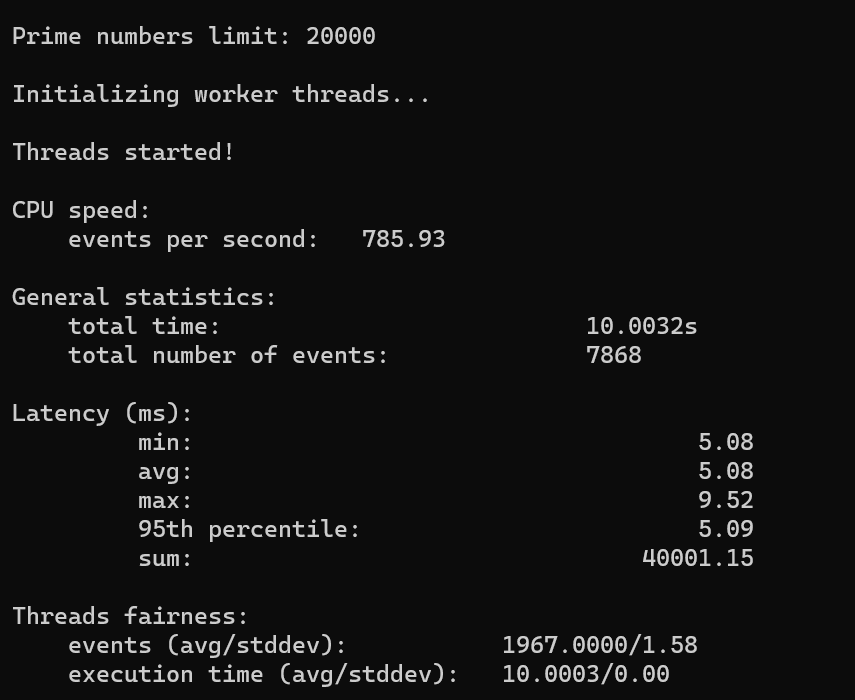 Prime numbers limit: 20000
Initializing worker threads...
Threads started!
CPU speed:
events per second: 785.93
General statistics:
total time: 10.0032s
total number of events: 7868
Latency (ms):
min: 5.08
avg: 5.08
max: 9.52
95th percentile: 5.09
sum: 40001.15
Threads fairness:
events (avg/stddev): 1967.0000/1.58
execution time (avg/stddev): 10.0003/0.00